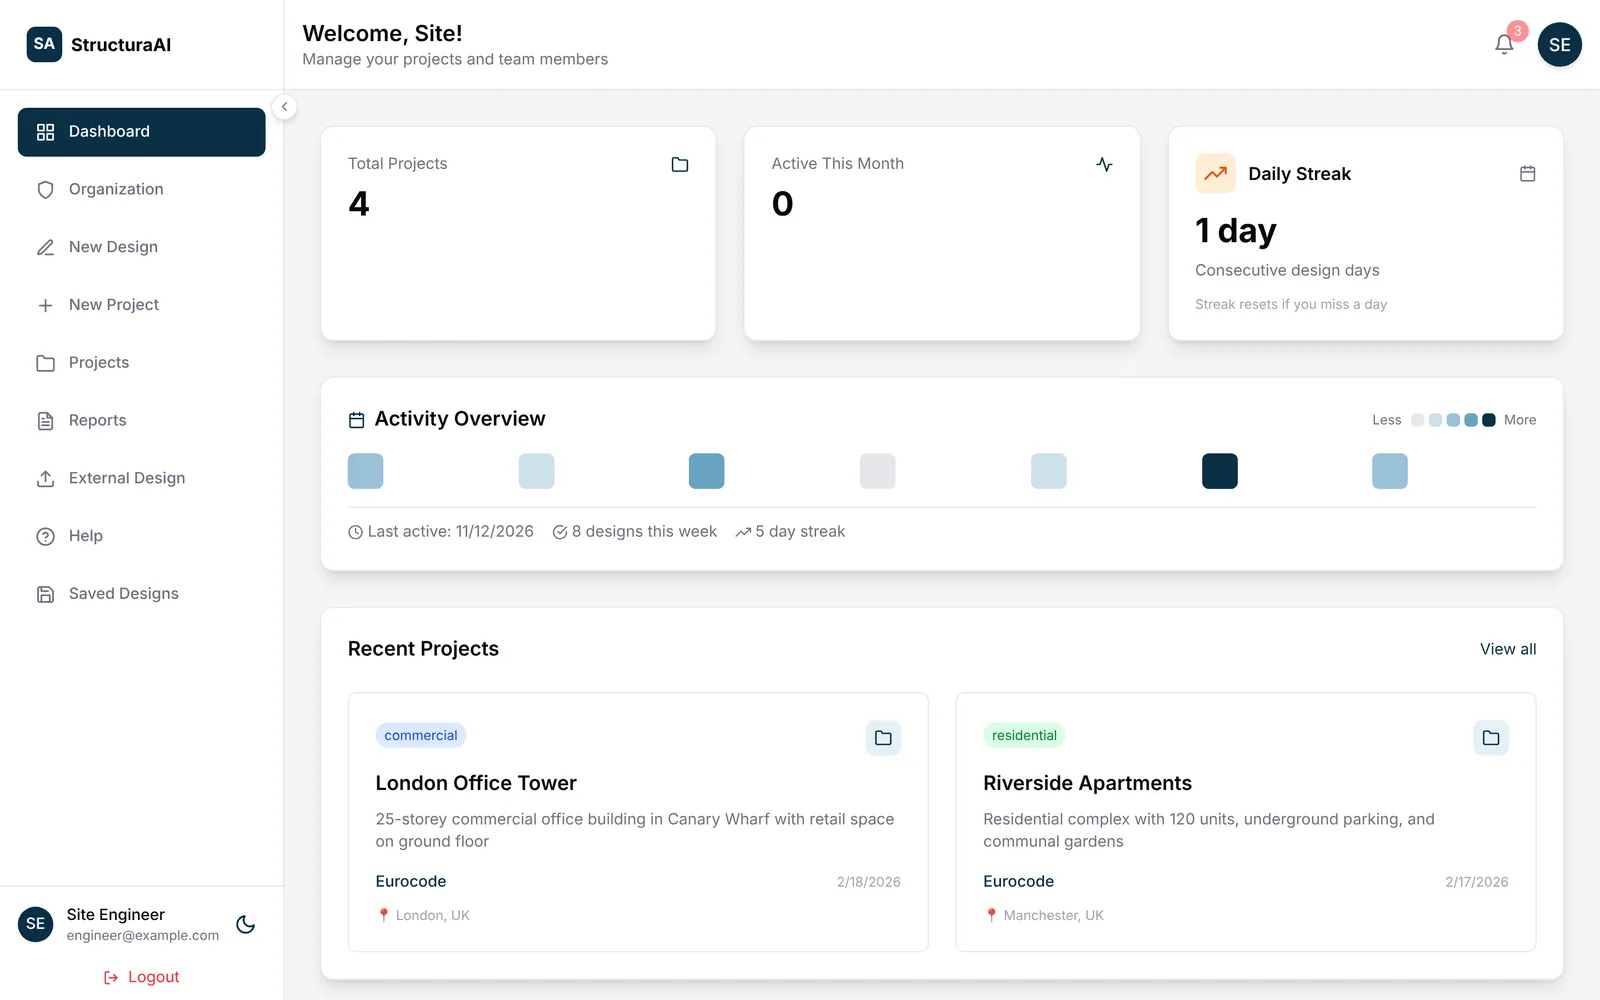 SA StructuraAI
Welcome, Site!
Manage your projects and team members
3
SE
Dashboard
Organization
New Design
New Project
Projects
Reports
External Design
Help
Saved Designs
SE
Site Engineer
engineer@example.com
Logout
Total Projects
4
Active This Month
0
Daily Streak
1 day
Consecutive design days
Streak resets if you miss a day
Activity Overview
Less More
Last active: 11/12/2026 8 designs this week 5 day streak
Recent Projects
View all
commercial
London Office Tower
25-storey commercial office building in Canary Wharf with retail space
on ground floor
Eurocode 2/18/2026
London, UK
residential
Riverside Apartments
Residential complex with 120 units, underground parking, and
communal gardens
Eurocode 2/17/2026
Manchester, UK